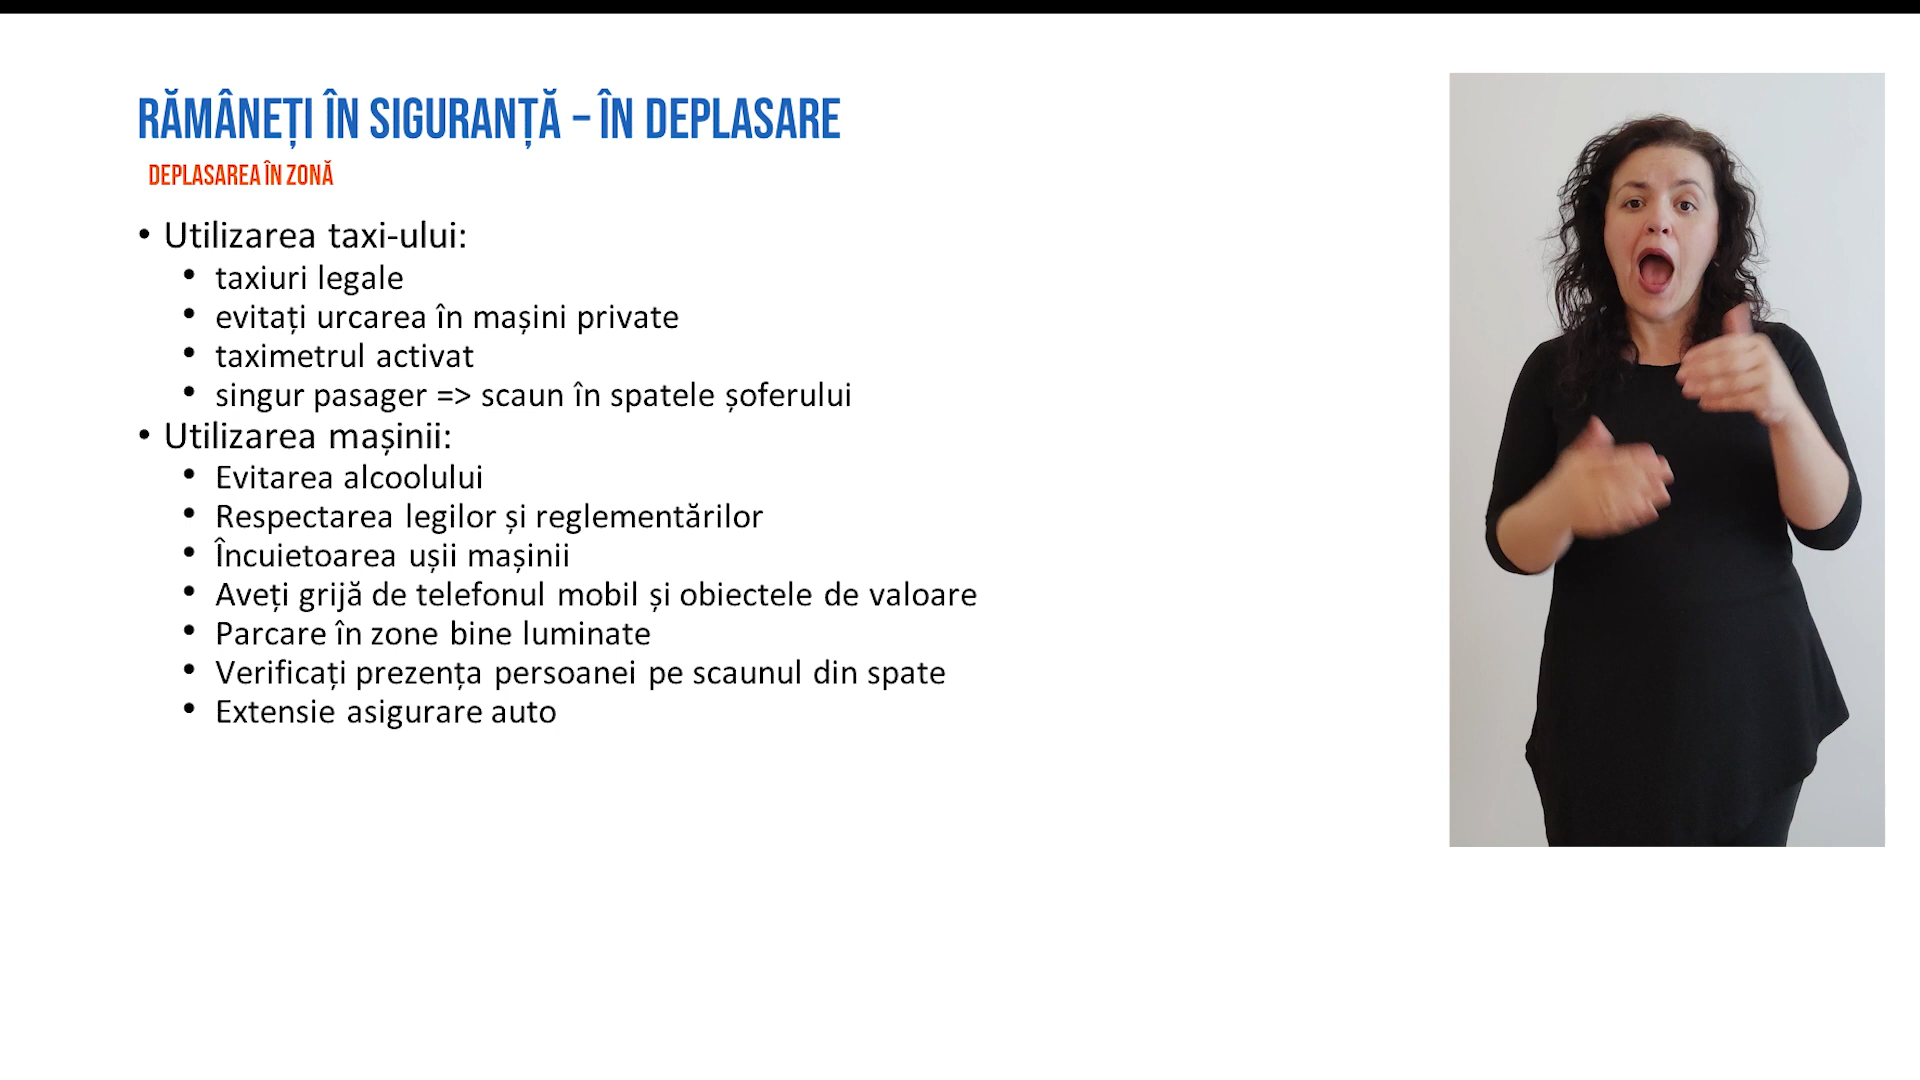 RĂMÂNEȚI ÎN SIGURANȚĂ – ÎN DEPLASARE
DEPLASAREA ÎN ZONĂ
• Utilizarea taxi-ului:
• taxiuri legale
• evitați urcarea în mașini private
• taximetrul activat
• singur pasager => scaun în spatele șoferului
• Utilizarea mașinii:
• Evitarea alcoolului
• Respectarea legilor și reglementărilor
• Încuietoarea ușii mașinii
• Aveți grijă de telefonul mobil și obiectele de valoare
• Parcare în zone bine luminate
• Verificați prezența persoanei pe scaunul din spate
• Extensie asigurare auto